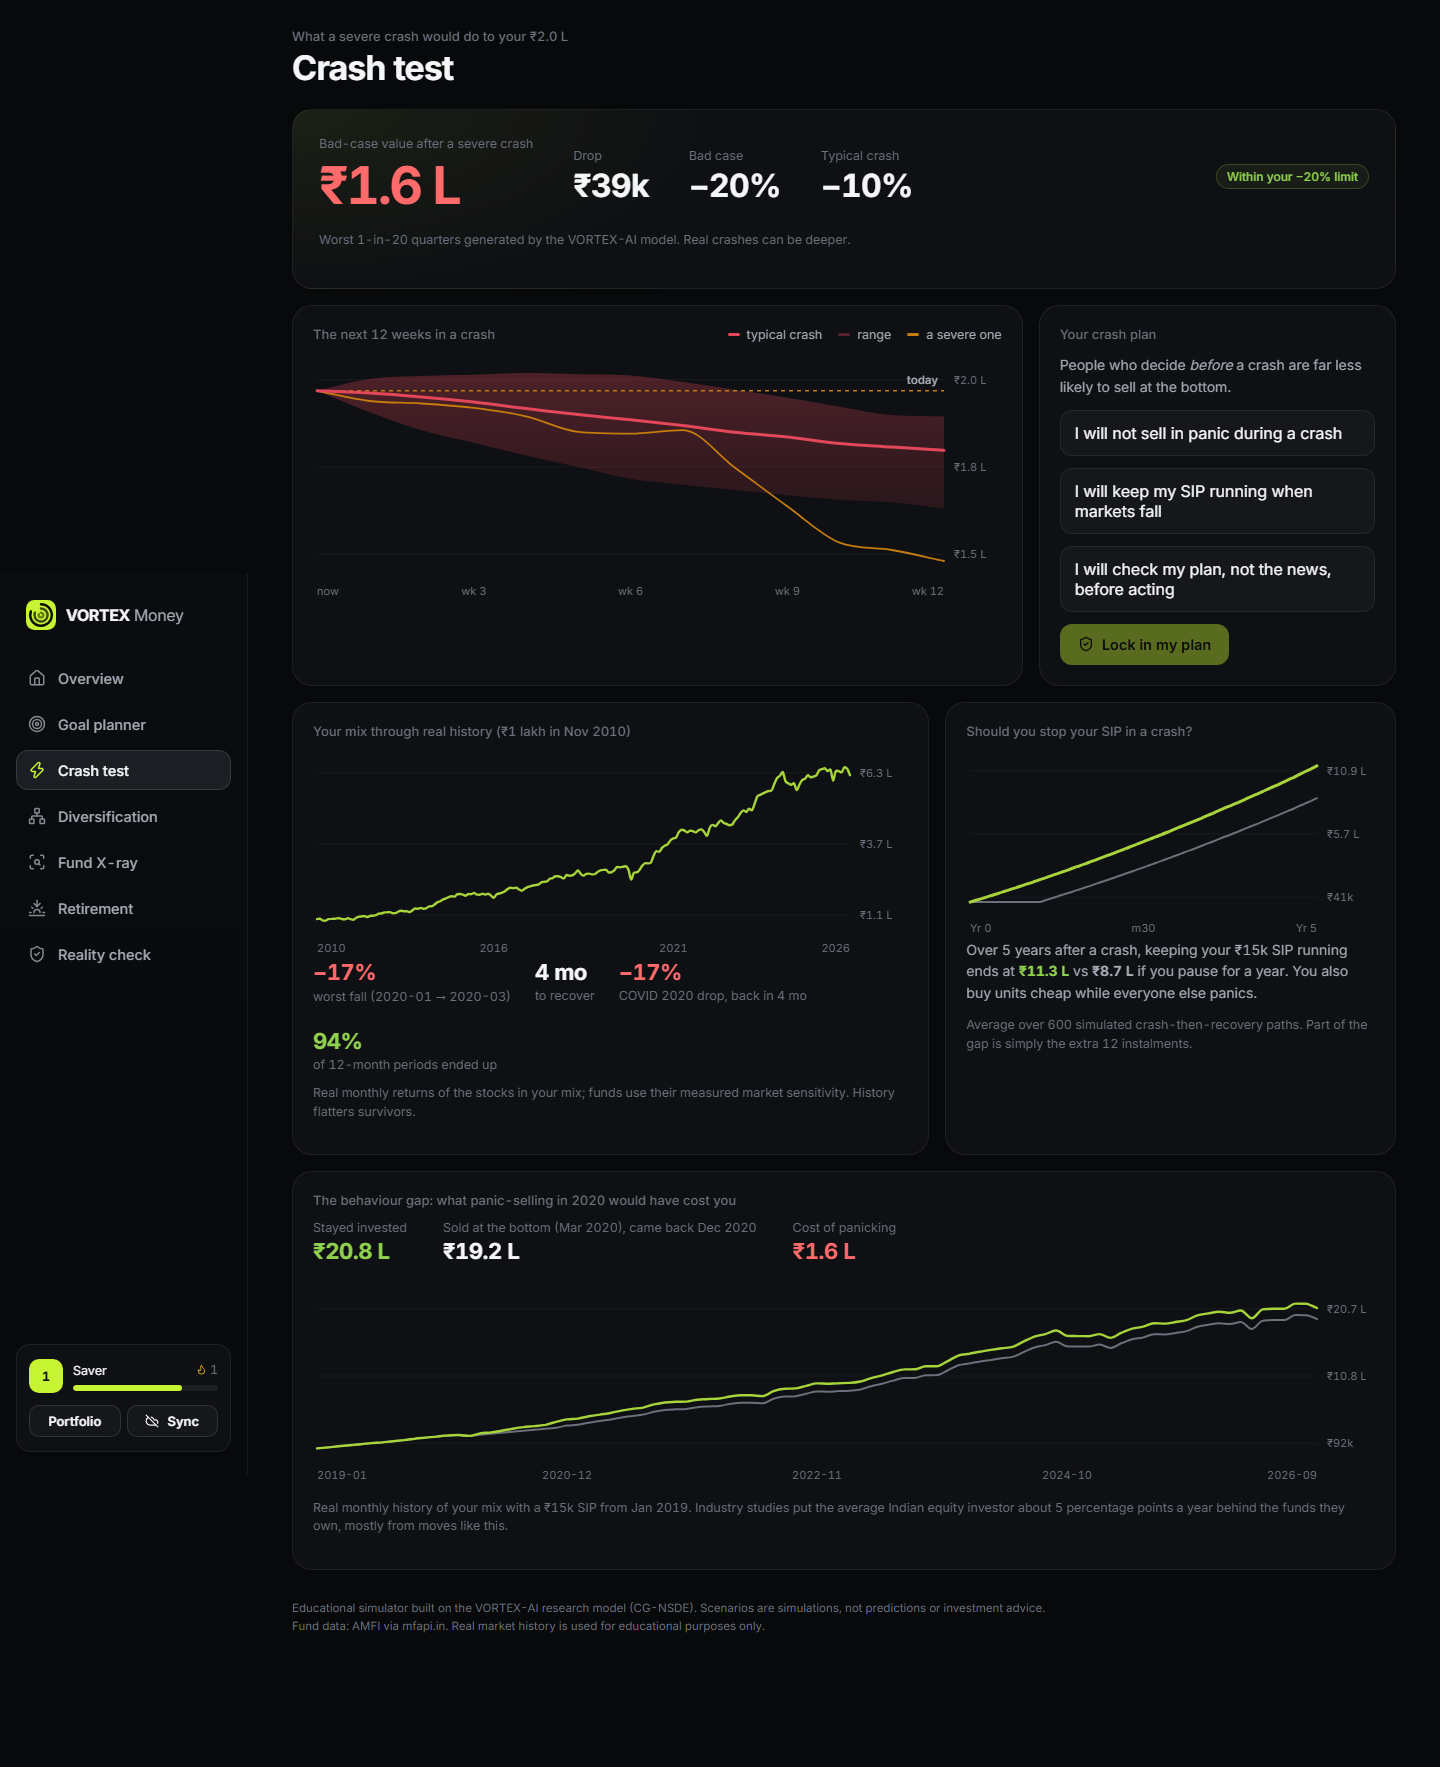 What a severe crash would do to your ₹2.0 L
Crash test
Bad-case value after a severe crash
₹1.6 L
Drop
₹39k
Bad case
−20%
Typical crash
−10%
Within your −20% limit
Worst 1-in-20 quarters generated by the VORTEX-AI model. Real crashes can be deeper.
The next 12 weeks in a crash
typical crash
range
a severe one
today
₹2.0 L
₹1.8 L
₹1.5 L
now
wk 3
wk 6
wk 9
wk 12
Your crash plan
People who decide before a crash are far less
likely to sell at the bottom.
I will not sell in panic during a crash
I will keep my SIP running when
markets fall
I will check my plan, not the news,
before acting
Lock in my plan
VORTEX Money
Overview
Goal planner
Crash test
Diversification
Fund X-ray
Retirement
Reality check
1
Saver
1
Portfolio
Sync
Your mix through real history (₹1 lakh in Nov 2010)
₹6.3 L
₹3.7 L
₹1.1 L
2010
2016
2021
2026
−17%
worst fall (2020-01 → 2020-03)
4 mo
to recover
−17%
COVID 2020 drop, back in 4 mo
94%
of 12-month periods ended up
Real monthly returns of the stocks in your mix; funds use their measured market sensitivity. History
flatters survivors.
Should you stop your SIP in a crash?
₹10.9 L
₹5.7 L
₹41k
Yr 0
m30
Yr 5
Over 5 years after a crash, keeping your ₹15k SIP running
ends at ₹11.3 L vs ₹8.7 L if you pause for a year. You also
buy units cheap while everyone else panics.
Average over 600 simulated crash-then-recovery paths. Part of the
gap is simply the extra 12 instalments.
The behaviour gap: what panic-selling in 2020 would have cost you
Stayed invested
₹20.8 L
Sold at the bottom (Mar 2020), came back Dec 2020
₹19.2 L
Cost of panicking
₹1.6 L
₹20.7 L
₹10.8 L
₹92k
2019-01
2020-12
2022-11
2024-10
2026-09
Real monthly history of your mix with a ₹15k SIP from Jan 2019. Industry studies put the average Indian equity investor about 5 percentage points a year behind the funds they
own, mostly from moves like this.
Educational simulator built on the VORTEX-AI research model (CG-NSDE). Scenarios are simulations, not predictions or investment advice.
Fund data: AMFI via mfapi.in. Real market history is used for educational purposes only.